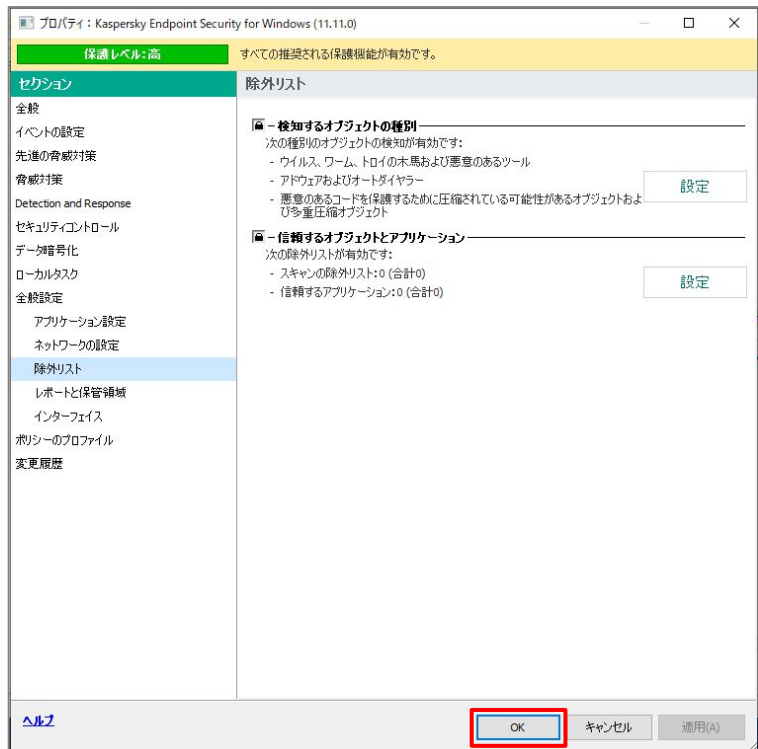 プロパティ：Kaspersky Endpoint Security for Windows (11.11.0)
保護レベル：高
すべての推奨される保護機能が有効です。
セクション
全般
イベントの設定
先進の脅威対策
脅威対策
Detection and Response
セキュリティコントロール
データ暗号化
ローカルタスク
全般設定
アプリケーション設定
ネットワークの設定
除外リスト
レポートと保管領域
インターフェイス
ポリシーのプロファイル
変更履歴
除外リスト
検知するオブジェクトの種別
次の種別のオブジェクトの検知が有効です：
- ウイルス、ワーム、トロイの木馬および悪意のあるツール
- アドウェアおよびオートダイヤラー
- 悪意のあるコードを保護するために圧縮されている可能性があるオブジェクトおよ
び多重圧縮オブジェクト
設定
信頼するオブジェクトとアプリケーション
次の除外リストが有効です：
- スキャンの除外リスト：0 (合計0)
- 信頼するアプリケーション：0 (合計0)
設定
ヘルプ
OK
キャンセル
適用(A)